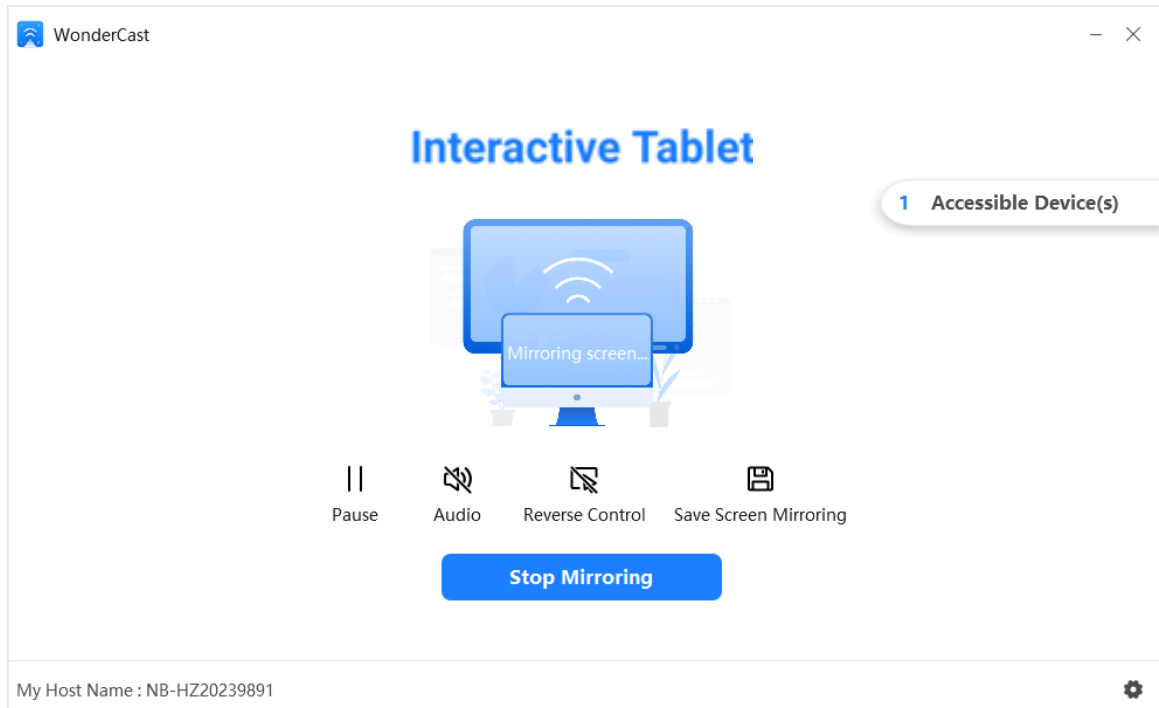 WonderCast
Interactive Tablet
1 Accessible Device(s)
Mirroring screen...
Pause
Audio
Reverse Control
Save Screen Mirroring
Stop Mirroring
My Host Name : NB-HZ20239891